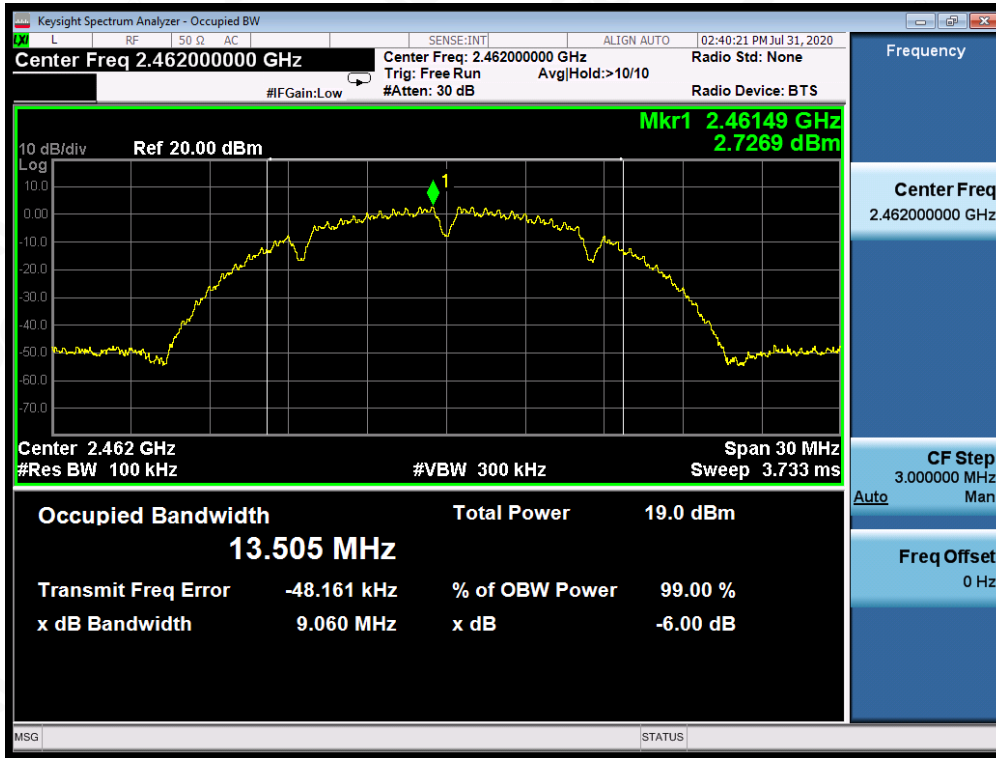 Keysight Spectrum Analyzer - Occupied BW
LXI L RF 50 Ω AC SENSE:INT ALIGN AUTO 02:40:21 PM Jul 31, 2020
Center Freq 2.462000000 GHz
Center Freq: 2.462000000 GHz
Radio Std: None
Trig: Free Run Avg|Hold:>10/10
#IFGain:Low
#Atten: 30 dB
Radio Device: BTS
Mkr1 2.46149 GHz
2.7269 dBm
10 dB/div Ref 20.00 dBm
Log
10.0
0.00
-10.0
-20.0
-30.0
-40.0
-50.0
-60.0
-70.0
1
Center 2.462 GHz
Span 30 MHz
#Res BW 100 kHz
#VBW 300 kHz
Sweep 3.733 ms
Occupied Bandwidth
13.505 MHz
Total Power 19.0 dBm
Transmit Freq Error -48.161 kHz
% of OBW Power 99.00 %
x dB Bandwidth 9.060 MHz
x dB -6.00 dB
Frequency
Center Freq
2.462000000 GHz
CF Step
3.000000 MHz
Auto Man
Freq Offset
0 Hz
MSG
STATUS